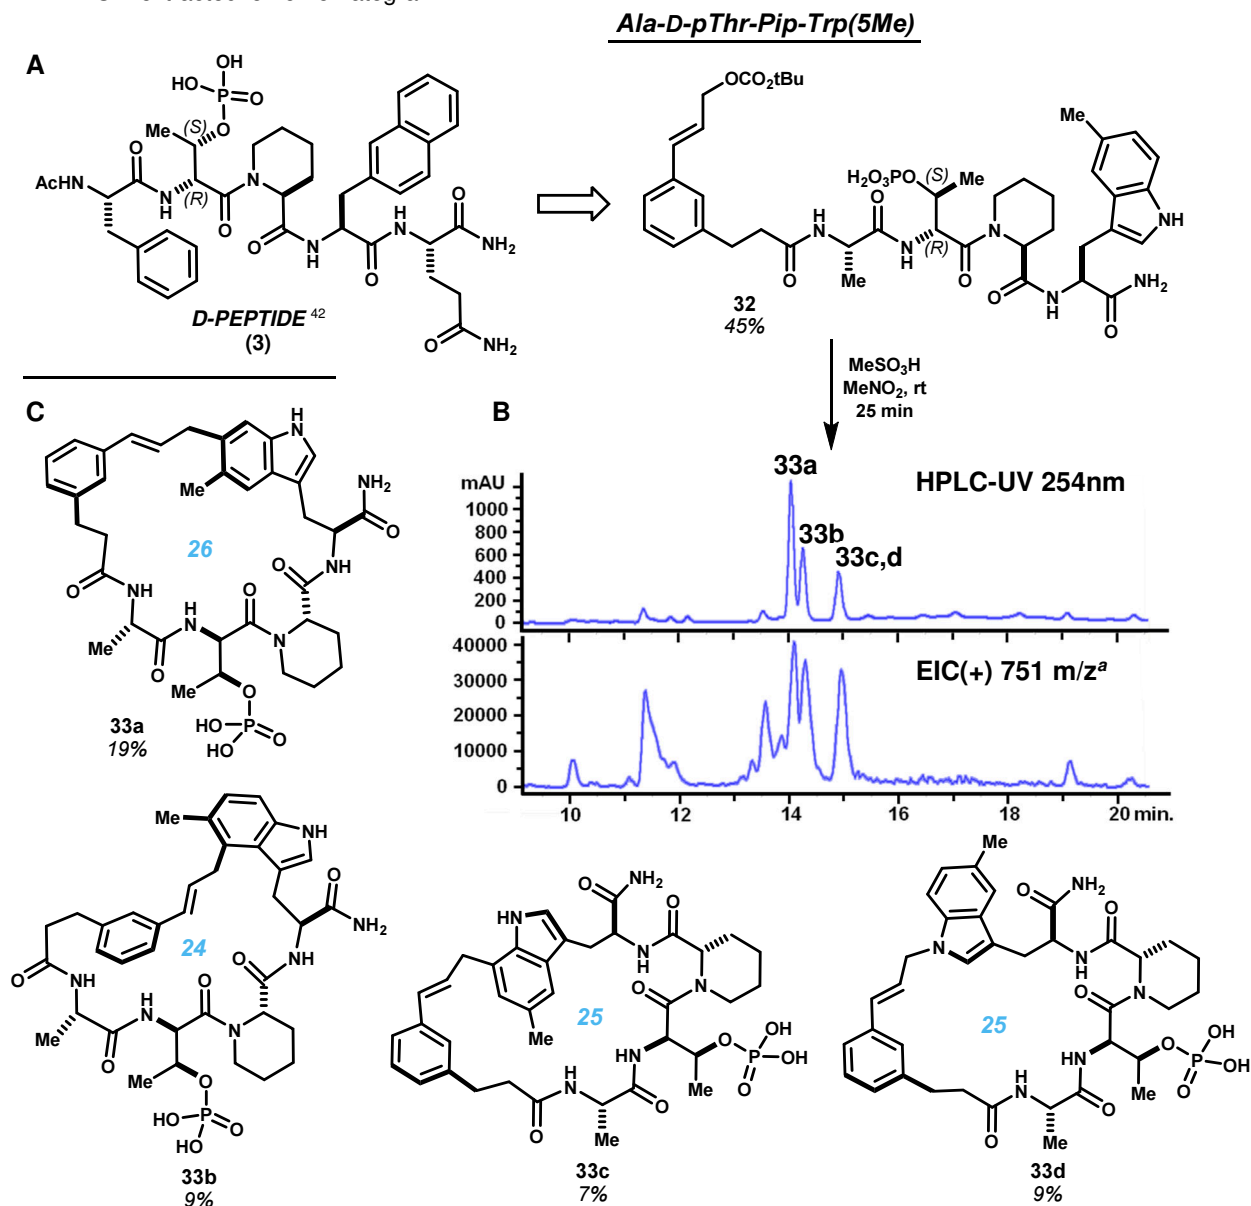 Ala-D-pThr-Pip-Trp(5Me)
A
OH
HO
P
O
O
(S)
Me
O
AcHN
N
H
(R)
O
N
O
N
H
O
H
N
O
NH₂
O
NH₂
D-PEPTIDE ⁴²
(3)
OCO₂tBu
O
H
N
Me
O
N
H
H₂O₃PO
(S)
Me
(R)
O
N
O
N
H
Me
NH
NH₂
O
32
45%
MeSO₃H
MeNO₂, rt
25 min
C
H
N
Me
NH₂
O
NH
O
26
O
NH
Me
O
H
N
O
N
Me
O
HO
P
O
HO
33a
19%
B
33a
33b
33c,d
HPLC-UV 254nm
mAU
1000
800
600
400
200
0
EIC(+) 751 m/zᵃ
40000
30000
20000
10000
0
10
12
14
16
18
20 min.
Me
NH
O
NH₂
NH
O
24
O
NH
Me
O
H
N
O
N
Me
O
HO
P
O
HO
33b
9%
O
NH₂
HN
N
H
O
N
O
25
Me
HN
O
Me
O
P
OH
OH
O
H
N
O
Me
33c
7%
Me
O
NH₂
N
N
H
O
N
O
25
HN
O
Me
O
P
OH
OH
O
H
N
O
Me
33d
9%